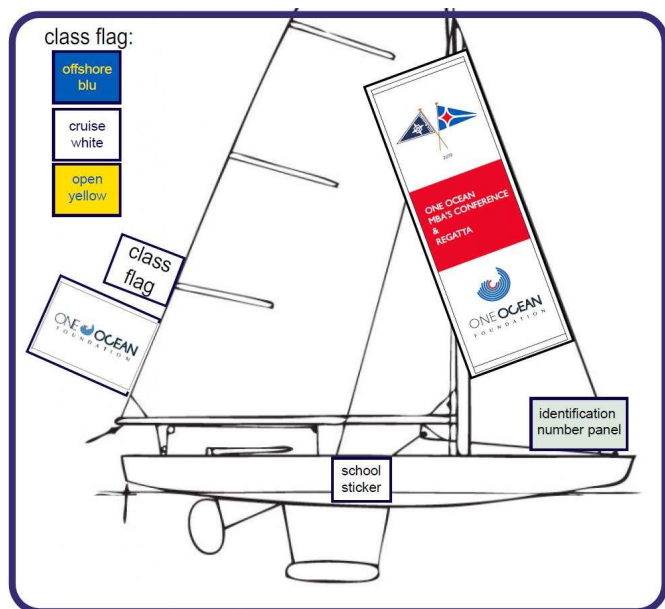 class flag:
offshore
blu
cruise
white
open
yellow
class
flag
ONE OCEAN
FOUNDATION
2020
ONE OCEAN
MBA'S CONFERENCE
&
REGATTA
ONE OCEAN
FOUNDATION
identification
number panel
school
sticker